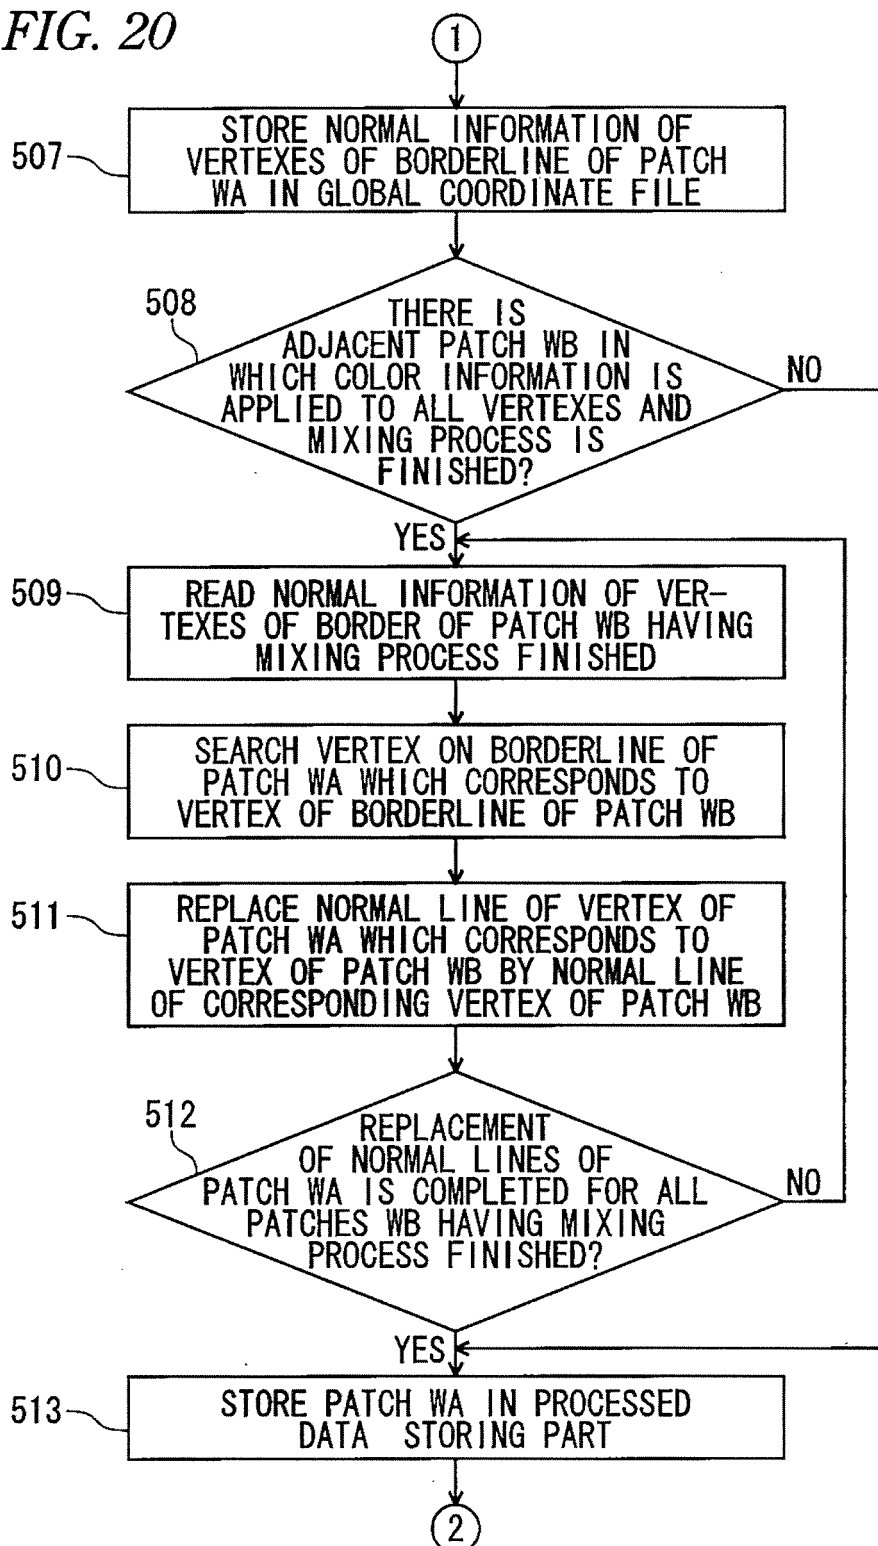 FIG. 20
1
507
STORE NORMAL INFORMATION OF
VERTEXES OF BORDERLINE OF PATCH
WA IN GLOBAL COORDINATE FILE
508
THERE IS
ADJACENT PATCH WB IN
WHICH COLOR INFORMATION IS
APPLIED TO ALL VERTEXES AND
MIXING PROCESS IS
FINISHED?
NO
YES
509
READ NORMAL INFORMATION OF VER-
TEXES OF BORDER OF PATCH WB HAVING
MIXING PROCESS FINISHED
510
SEARCH VERTEX ON BORDERLINE OF
PATCH WA WHICH CORRESPONDS TO
VERTEX OF BORDERLINE OF PATCH WB
511
REPLACE NORMAL LINE OF VERTEX OF
PATCH WA WHICH CORRESPONDS TO
VERTEX OF PATCH WB BY NORMAL LINE
OF CORRESPONDING VERTEX OF PATCH WB
512
REPLACEMENT
OF NORMAL LINES OF
PATCH WA IS COMPLETED FOR ALL
PATCHES WB HAVING MIXING
PROCESS FINISHED?
NO
YES
513
STORE PATCH WA IN PROCESSED
DATA STORING PART
2